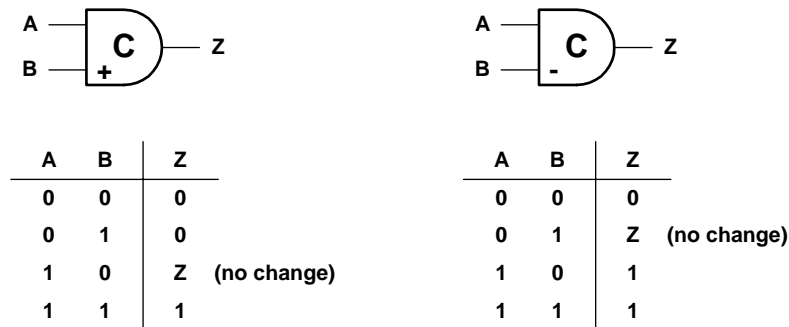 A
B
C
+
Z
A
B
C
-
Z
A B Z
0 0 0
0 1 0
1 0 Z (no change)
1 1 1
A B Z
0 0 0
0 1 Z (no change)
1 0 1
1 1 1